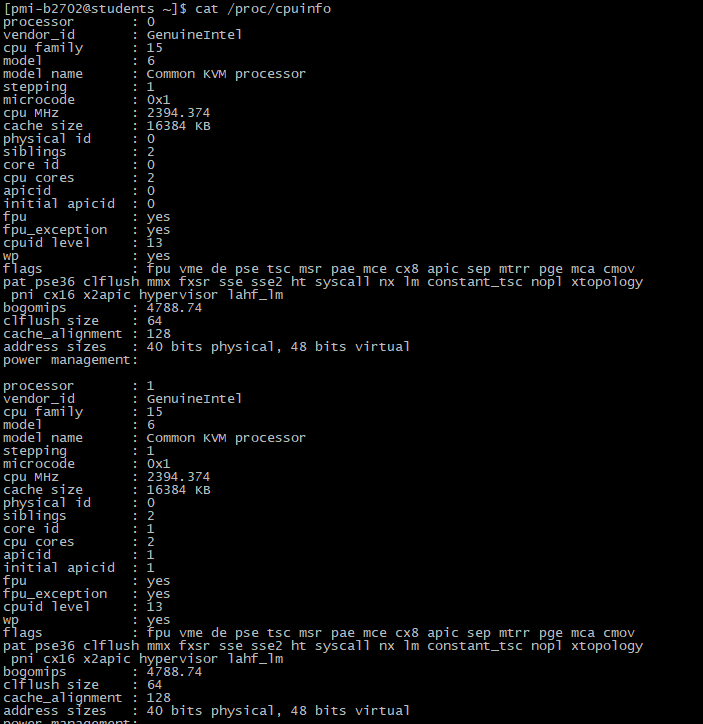 [pmi-b2702@students ~]$ cat /proc/cpuinfo
processor       : 0
vendor_id       : GenuineIntel
cpu family      : 15
model           : 6
model name      : Common KVM processor
stepping        : 1
microcode       : 0x1
cpu MHz         : 2394.374
cache size      : 16384 KB
physical id     : 0
siblings        : 2
core id         : 0
cpu cores       : 2
apicid          : 0
initial apicid  : 0
fpu             : yes
fpu_exception   : yes
cpuid level     : 13
wp              : yes
flags           : fpu vme de pse tsc msr pae mce cx8 apic sep mtrr pge mca cmov
pat pse36 clflush mmx fxsr sse sse2 ht syscall nx lm constant_tsc nopl xtopology
 pni cx16 x2apic hypervisor lahf_lm
bogomips        : 4788.74
clflush size    : 64
cache_alignment : 128
address sizes   : 40 bits physical, 48 bits virtual
power management:

processor       : 1
vendor_id       : GenuineIntel
cpu family      : 15
model           : 6
model name      : Common KVM processor
stepping        : 1
microcode       : 0x1
cpu MHz         : 2394.374
cache size      : 16384 KB
physical id     : 0
siblings        : 2
core id         : 1
cpu cores       : 2
apicid          : 1
initial apicid  : 1
fpu             : yes
fpu_exception   : yes
cpuid level     : 13
wp              : yes
flags           : fpu vme de pse tsc msr pae mce cx8 apic sep mtrr pge mca cmov
pat pse36 clflush mmx fxsr sse sse2 ht syscall nx lm constant_tsc nopl xtopology
 pni cx16 x2apic hypervisor lahf_lm
bogomips        : 4788.74
clflush size    : 64
cache_alignment : 128
address sizes   : 40 bits physical, 48 bits virtual
power management: